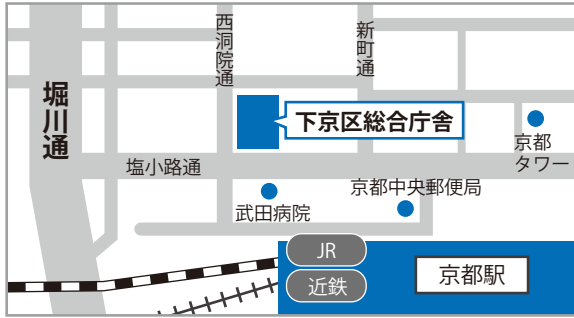 西洞院通
新町通
堀川通
下京区総合庁舎
京都
タワー
塩小路通
京都中央郵便局
武田病院
JR
近鉄
京都駅